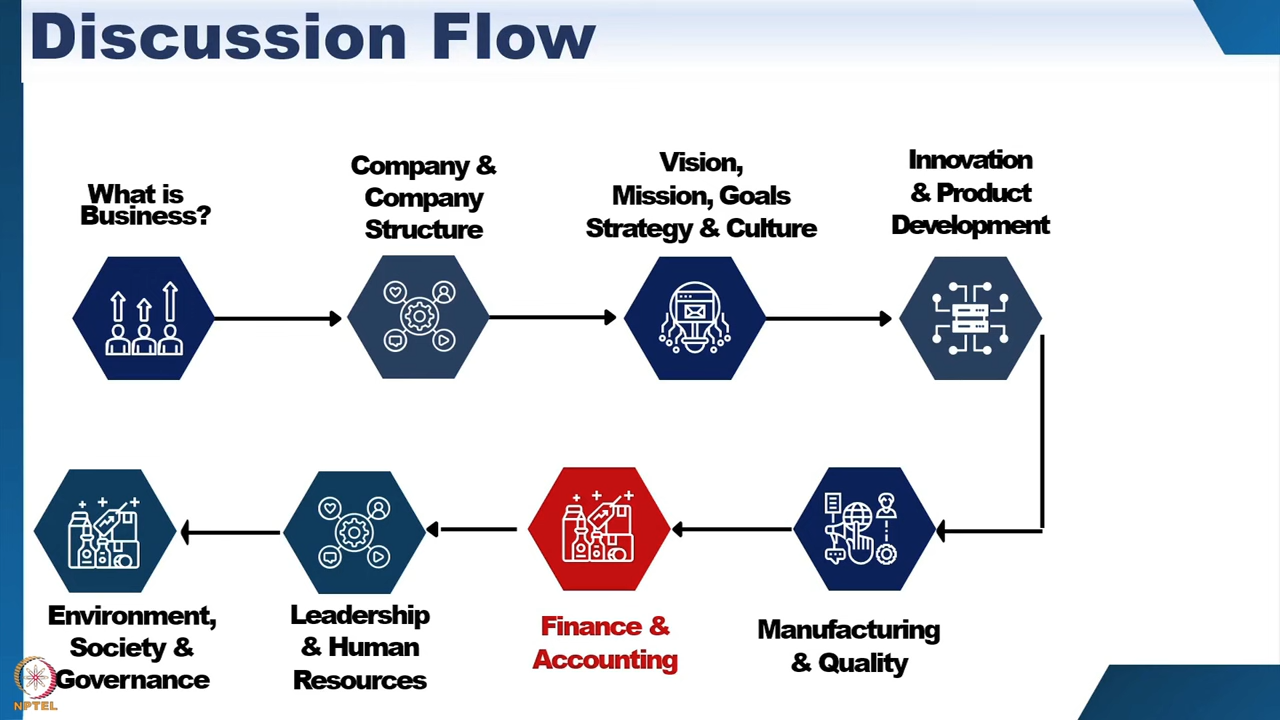 Discussion Flow
What is
Business?
Company &
Company
Structure
Vision,
Mission, Goals
Strategy & Culture
Innovation
& Product
Development
Manufacturing
& Quality
Finance &
Accounting
Leadership
& Human
Resources
Environment,
Society &
Governance
NPTEL